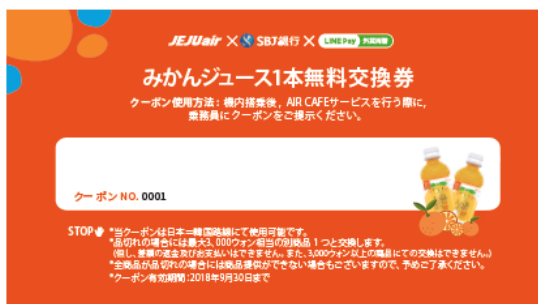 JEJUair × SBJ銀行 × LINE Pay 外貨両替
みかんジュース1本無料交換券
クーポン使用方法：機内搭乗後，AIR CAFEサービスを行う際に，
乗務員にクーポンをご提示ください。
クーポン NO. 0001
STOP *当クーポンは日本＝韓国路線にて使用可能です。
*品切れの場合には最大3,000ウォン相当の別商品１つと交換します。
(但し、差額の返金及びお支払いはできません。また、3,000ウォン以上の商品にての交換はできません。)
*全商品が品切れの場合には商品提供ができない場合もございますので、予めご了承ください。
*クーポン有効期間：2018年9月30日まで